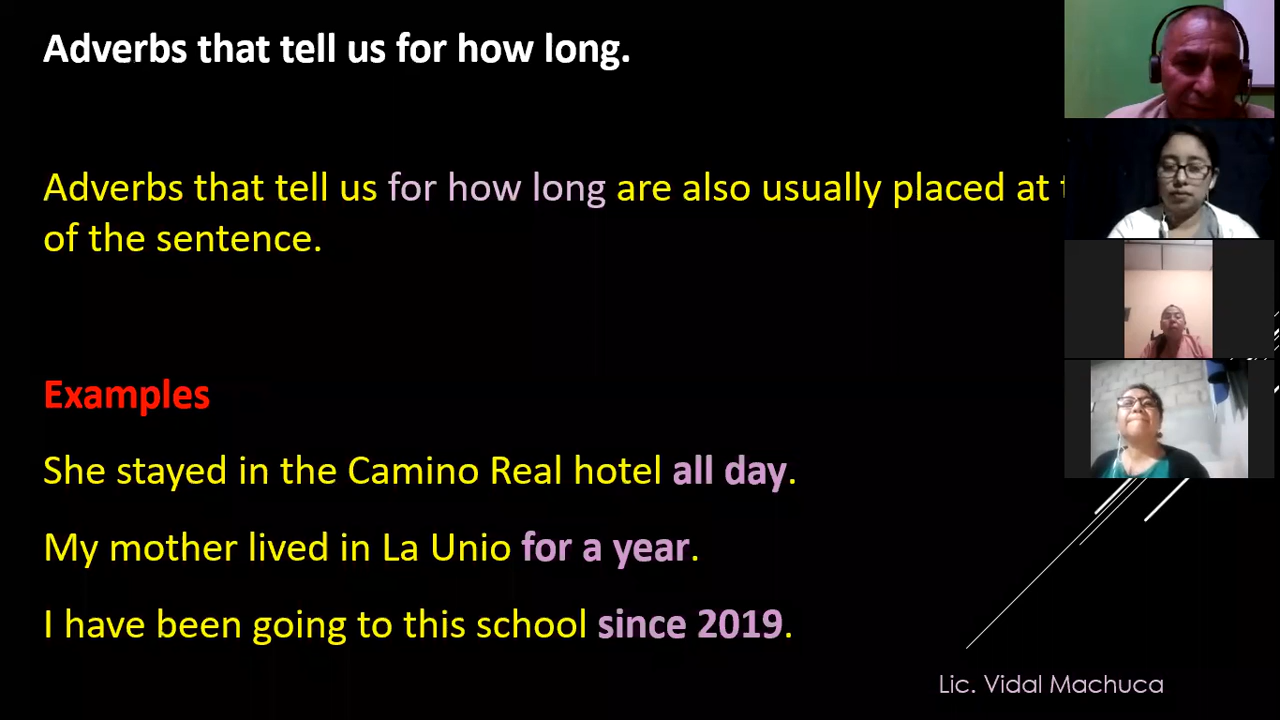 Adverbs that tell us for how long.
Adverbs that tell us for how long are also usually placed at
of the sentence.
Examples
She stayed in the Camino Real hotel all day.
My mother lived in La Unio for a year.
I have been going to this school since 2019.
Lic. Vidal Machuca